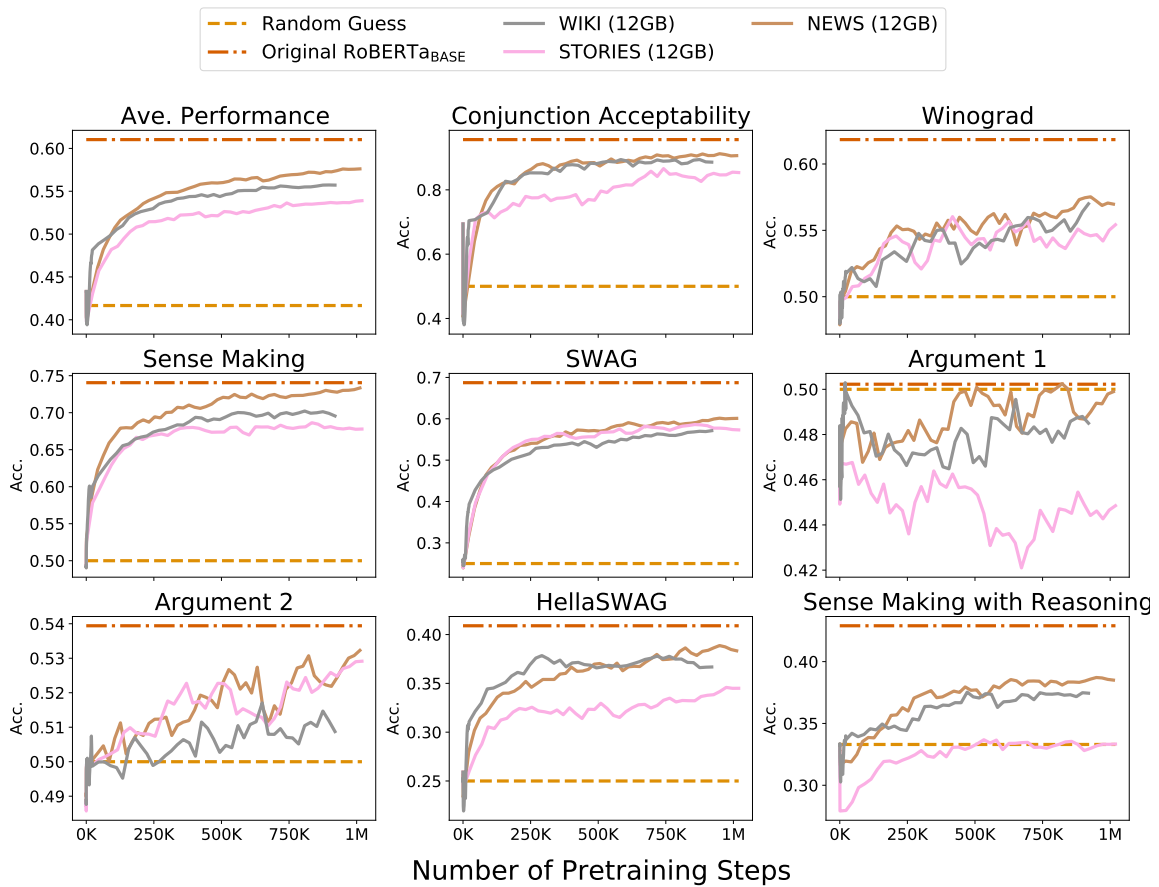 Random Guess
Original RoBERTaBASE
WIKI (12GB)
STORIES (12GB)
NEWS (12GB)
Ave. Performance
Conjunction Acceptability
Winograd
0.60
0.55
0.50
0.45
0.40
Acc.
0.8
0.6
0.4
Acc.
0.60
0.55
0.50
Sense Making
SWAG
Argument 1
Acc.
0.75
0.70
0.65
0.60
0.55
0.50
Acc.
0.7
0.6
0.5
0.4
0.3
Acc.
0.50
0.48
0.46
0.44
0.42
Argument 2
HellaSWAG
Sense Making with Reasoning
Acc.
0.54
0.53
0.52
0.51
0.50
0.49
Acc.
0.40
0.35
0.30
0.25
Acc.
0.40
0.35
0.30
0K 250K 500K 750K 1M
0K 250K 500K 750K 1M
0K 250K 500K 750K 1M
Number of Pretraining Steps